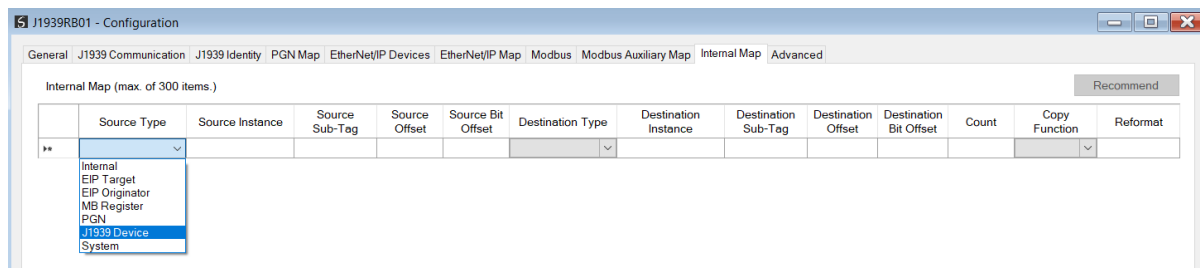 J1939RB01 - Configuration
General J1939 Communication J1939 Identity PGN Map EtherNet/IP Devices EtherNet/IP Map Modbus Modbus Auxiliary Map Internal Map Advanced
Internal Map (max. of 300 items.)
Recommend
Source Type Source Instance Source Sub-Tag Source Offset Source Bit Offset Destination Type Destination Instance Destination Sub-Tag Destination Offset Destination Bit Offset Count Copy Function Reformat
Internal
EIP Target
EIP Originator
MB Register
PGN
J1939 Device
System